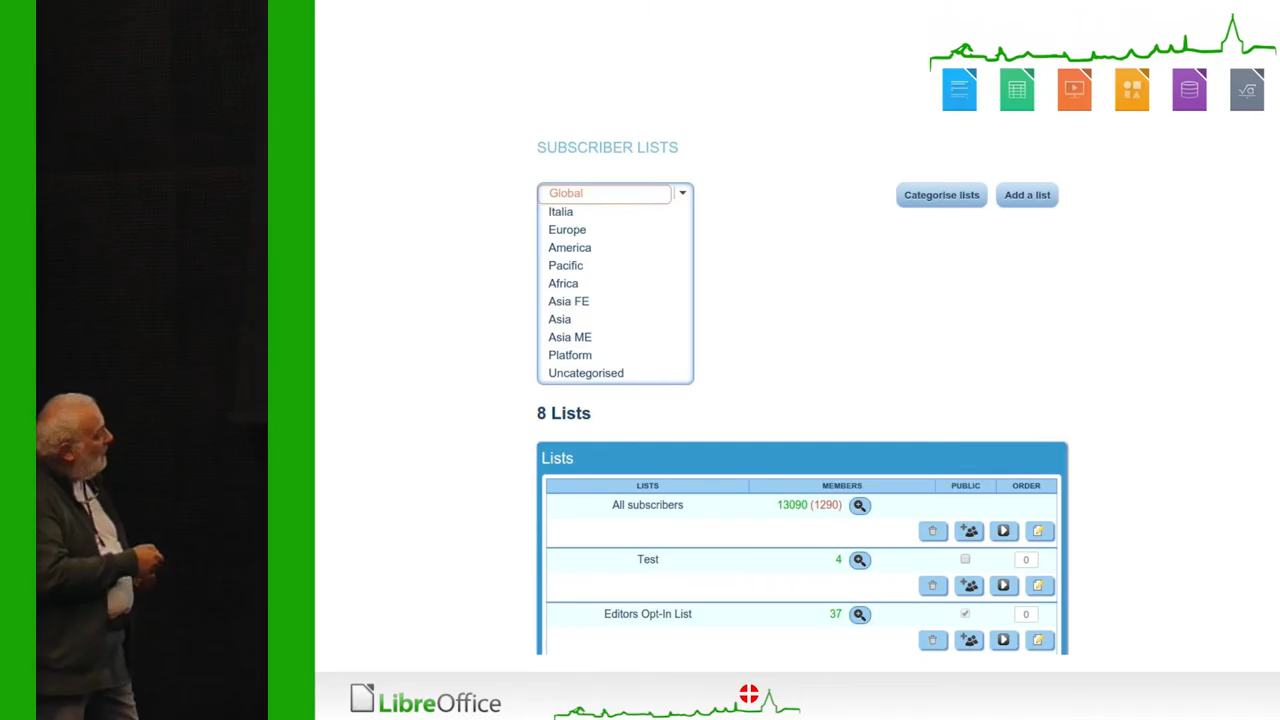 SUBSCRIBER LISTS
Global
Categorise lists
Add a list
Italia
Europe
America
Pacific
Africa
Asia FE
Asia
Asia ME
Platform
Uncategorised
8 Lists
Lists
LISTS MEMBERS PUBLIC ORDER
All subscribers 13090 (1290)
Test 4 0
Editors Opt-In List 37 0
LibreOffice